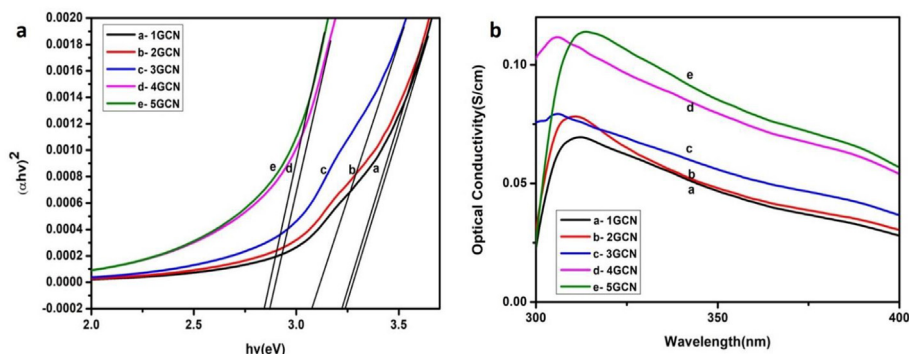 a
0.0020
0.0018
0.0016
0.0014
0.0012
0.0010
0.0008
0.0006
0.0004
0.0002
0.0000
-0.0002
(αhν)²
a- 1GCN
b- 2GCN
c- 3GCN
d- 4GCN
e- 5GCN
e d c b a
2.0 2.5 3.0 3.5
hν(eV)
b
0.10
0.05
0.00
Optical Conductivity(S/cm)
e
d
c
b
a
a- 1GCN
b- 2GCN
c- 3GCN
d- 4GCN
e- 5GCN
300 350 400
Wavelength(nm)